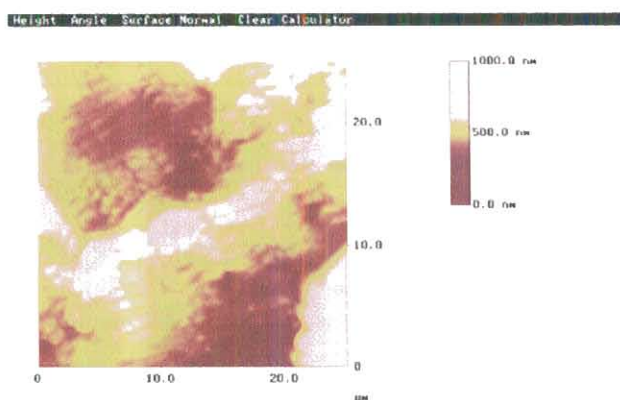 Height Angle Surface Normal Clear Calculator
1000.0 nm
20.0
500.0 nm
0.0 nm
10.0
0
0 10.0 20.0
μm